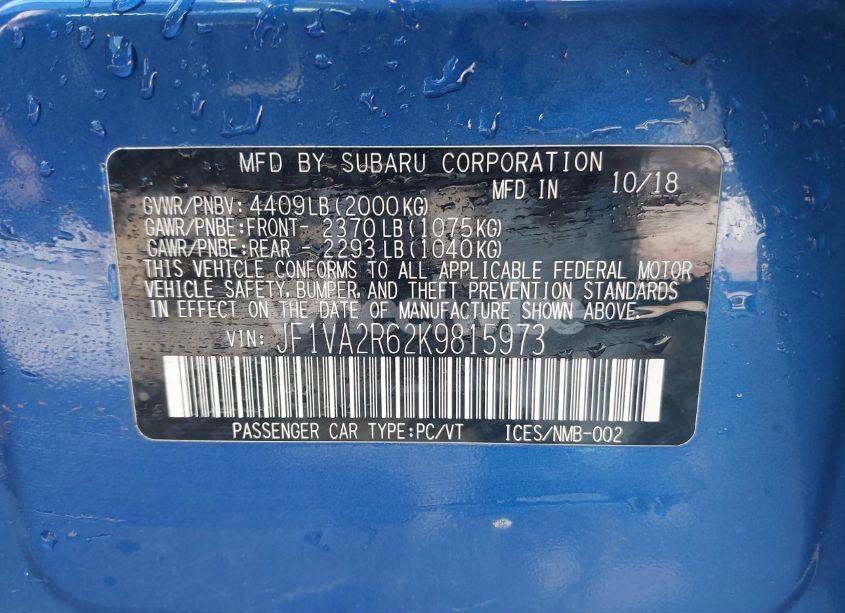 MFD BY SUBARU CORPORATION
MFD IN 10/18
GVWR/PNBV: 4409LB(2000KG)
GAWR/PNBE:FRONT- 2370LB(1075KG)
GAWR/PNBE:REAR - 2293LB(1040KG)
THIS VEHICLE CONFORMS TO ALL APPLICABLE FEDERAL MOTOR
VEHICLE SAFETY, BUMPER, AND THEFT PREVENTION STANDARDS
IN EFFECT ON THE DATE OF MANUFACTURE SHOWN ABOVE.
VIN: JF1VA2R62K9815973
PASSENGER CAR TYPE:PC/VT ICES/NMB-002